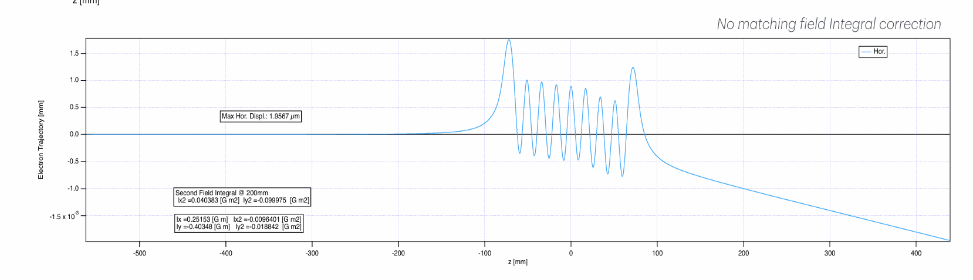 z [mm]
No matching field Integral correction
Hor.
1.5
1.0
0.5
0.0
-0.5
-1.0
-1.5 x 10⁻³
Electron Trajectory [mm]
Max Hor. Displ.: 1.9567 μm
Second Field Integral @ 200mm
Ix2 =0.040383 [G m2] Iy2 =-0.099975 [G m2]
Ix =0.25153 [G m] Ix2 =-0.0096401 [G m2]
Iy =-0.40348 [G m] Iy2 =-0.018842 [G m2]
-500 -400 -300 -200 -100 0 100 200 300 400
z [mm]